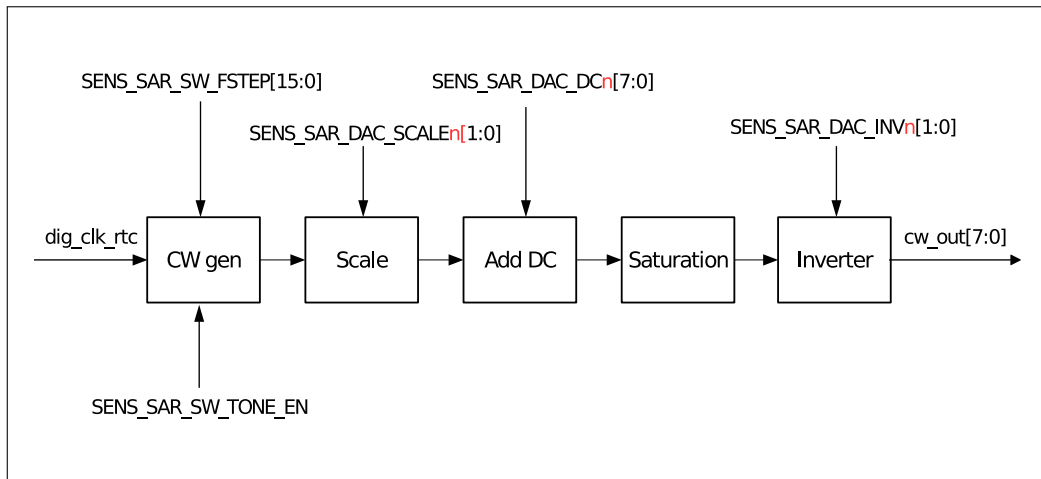 SENS_SAR_SW_FSTEP[15:0]
SENS_SAR_DAC_DCn[7:0]
SENS_SAR_DAC_SCALEn[1:0]
SENS_SAR_DAC_INVn[1:0]
dig_clk_rtc
CW gen
Scale
Add DC
Saturation
Inverter
cw_out[7:0]
SENS_SAR_SW_TONE_EN